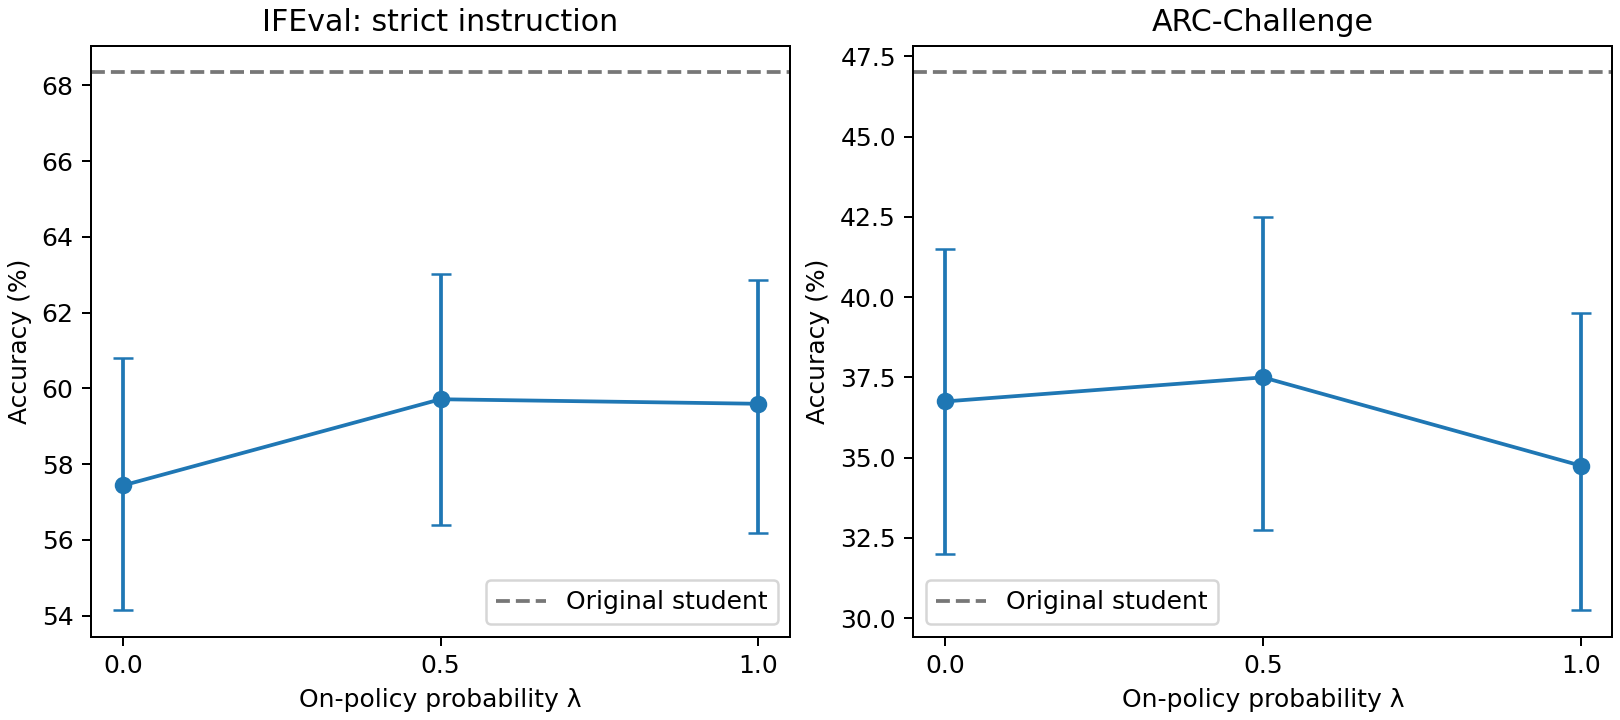 IFEval: strict instruction
Accuracy (%)
68
66
64
62
60
58
56
54
0.0
0.5
1.0
On-policy probability λ
Original student
ARC-Challenge
Accuracy (%)
47.5
45.0
42.5
40.0
37.5
35.0
32.5
30.0
0.0
0.5
1.0
On-policy probability λ
Original student